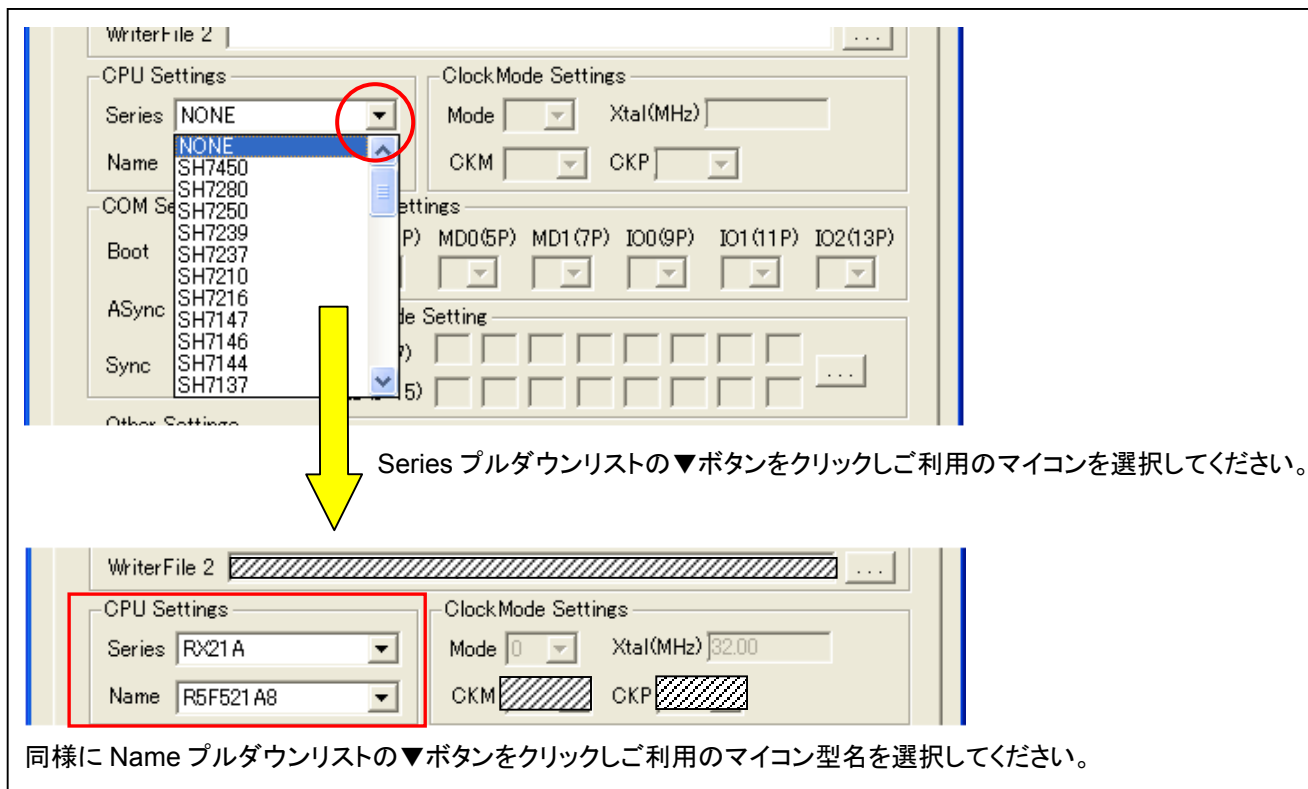 WriterFile 2 ...
CPU Settings ClockMode Settings
Series NONE Mode Xtal(MHz)
NONE
Name CKM CKP
SH7450
SH7280
SH7250
COM Se ettings
SH7239
Boot P) MD0(5P) MD1(7P) IO0(9P) IO1(11P) IO2(13P)
SH7237
SH7210
SH7216
ASync de Setting
SH7147
SH7146
Sync ...
SH7144
SH7137
15)
Other Settings
Series プルダウンリストの▼ボタンをクリックしご利用のマイコンを選択してください。
WriterFile 2 ...
CPU Settings ClockMode Settings
Series RX21A Mode 0 Xtal(MHz) 32.00
Name R5F521A8 CKM CKP
同様に Name プルダウンリストの▼ボタンをクリックしご利用のマイコン型名を選択してください。